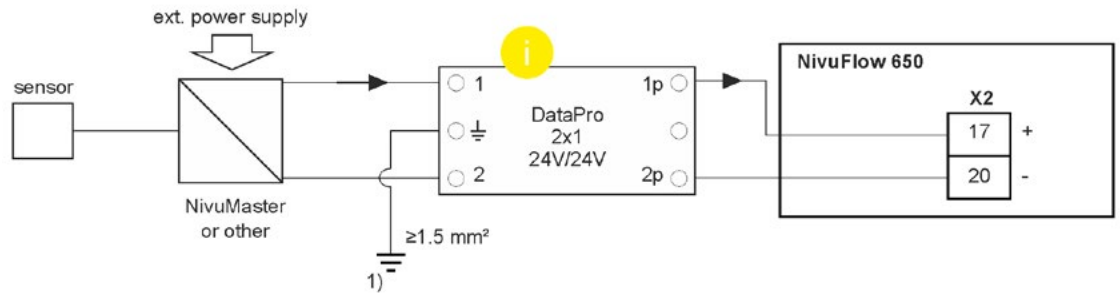 ext. power supply
sensor
NivuMaster
or other
i
1
2
DataPro
2x1
24V/24V
1p
2p
≥1.5 mm²
1)
NivuFlow 650
X2
17 +
20 -